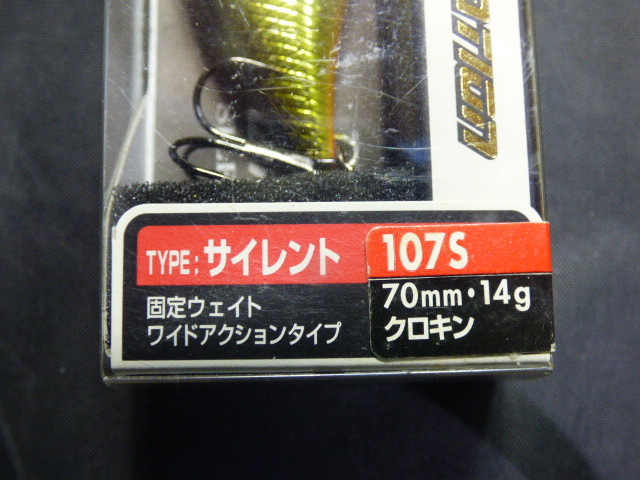 TYPE: サイレント
固定ウェイト
ワイドアクションタイプ
107S
70mm・14g
クロキン